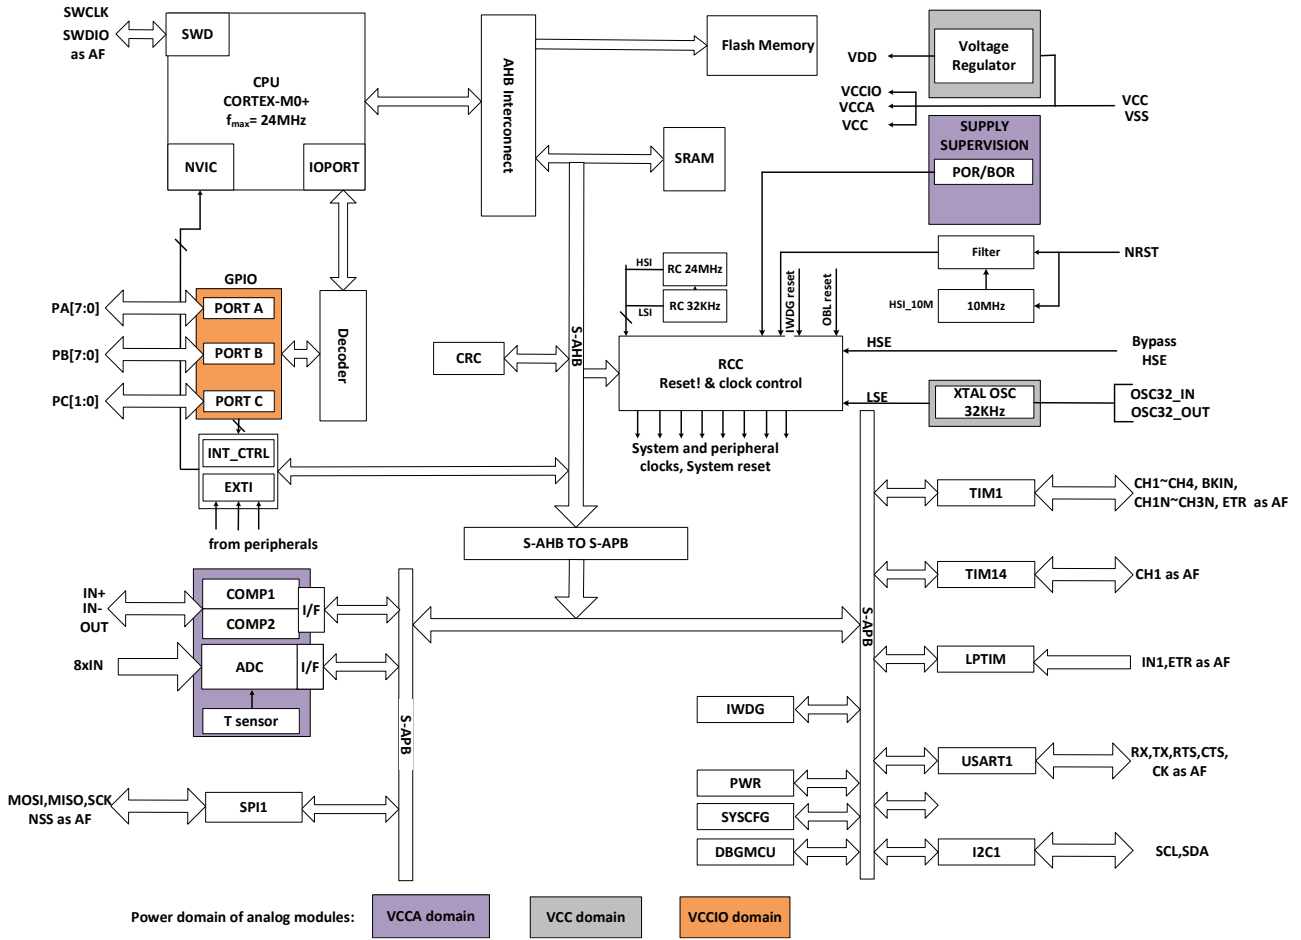 SWCLK
SWDIO
as AF
SWD
CPU
CORTEX-M0+
fmax= 24MHz
NVIC
IOPORT
AHB Interconnect
Flash Memory
SRAM
Voltage
Regulator
VDD
VCCIO
VCCA
VCC
VCC
VSS
SUPPLY
SUPERVISION
POR/BOR
Filter
NRST
HSI_10M
10MHz
GPIO
PA[7:0]
PORT A
PB[7:0]
PORT B
PC[1:0]
PORT C
Decoder
INT_CTRL
EXTI
from peripherals
CRC
S-AHB
HSI
RC 24MHz
LSI
RC 32KHz
IWDG reset
OBL reset
RCC
Reset! & clock control
HSE
Bypass
HSE
LSE
XTAL OSC
32KHz
OSC32_IN
OSC32_OUT
System and peripheral
clocks, System reset
S-AHB TO S-APB
IN+
IN-
OUT
COMP1
COMP2
I/F
8xIN
ADC
I/F
T sensor
S-APB
MOSI,MISO,SCK
NSS as AF
SPI1
S-APB
TIM1
CH1~CH4, BKIN,
CH1N~CH3N, ETR as AF
TIM14
CH1 as AF
LPTIM
IN1,ETR as AF
IWDG
USART1
RX,TX,RTS,CTS,
CK as AF
PWR
SYSCFG
DBGMCU
I2C1
SCL,SDA
Power domain of analog modules:
VCCA domain
VCC domain
VCCIO domain